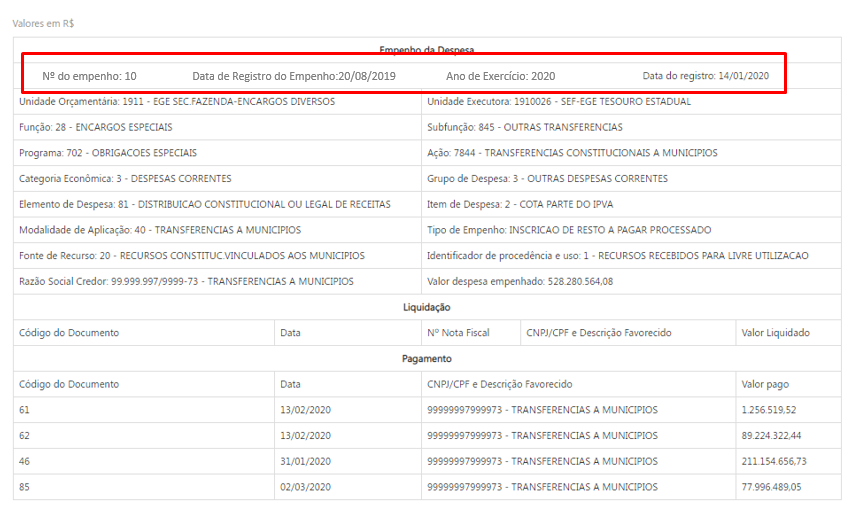 Valores em R$
Empenho da Despesa
Nº do empenho: 10 Data de Registro do Empenho:20/08/2019 Ano de Exercício: 2020 Data do registro: 14/01/2020
Unidade Orçamentária: 1911 - EGE SEC.FAZENDA-ENCARGOS DIVERSOS Unidade Executora: 1910026 - SEF-EGE TESOURO ESTADUAL
Função: 28 - ENCARGOS ESPECIAIS Subfunção: 845 - OUTRAS TRANSFERENCIAS
Programa: 702 - OBRIGACOES ESPECIAIS Ação: 7844 - TRANSFERENCIAS CONSTITUCIONAIS A MUNICIPIOS
Categoria Econômica: 3 - DESPESAS CORRENTES Grupo de Despesa: 3 - OUTRAS DESPESAS CORRENTES
Elemento de Despesa: 81 - DISTRIBUICAO CONSTITUCIONAL OU LEGAL DE RECEITAS Item de Despesa: 2 - COTA PARTE DO IPVA
Modalidade de Aplicação: 40 - TRANSFERENCIAS A MUNICIPIOS Tipo de Empenho: INSCRICAO DE RESTO A PAGAR PROCESSADO
Fonte de Recurso: 20 - RECURSOS CONSTITUC.VINCULADOS AOS MUNICIPIOS Identificador de procedência e uso: 1 - RECURSOS RECEBIDOS PARA LIVRE UTILIZACAO
Razão Social Credor: 99.999.997/9999-73 - TRANSFERENCIAS A MUNICIPIOS Valor despesa empenhado: 528.280.564,08
Liquidação
Código do Documento Data Nº Nota Fiscal CNPJ/CPF e Descrição Favorecido Valor Liquidado
Pagamento
Código do Documento Data CNPJ/CPF e Descrição Favorecido Valor pago
61 13/02/2020 99999997999973 - TRANSFERENCIAS A MUNICIPIOS 1.256.519,52
62 13/02/2020 99999997999973 - TRANSFERENCIAS A MUNICIPIOS 89.224.322,44
46 31/01/2020 99999997999973 - TRANSFERENCIAS A MUNICIPIOS 211.154.656,73
85 02/03/2020 99999997999973 - TRANSFERENCIAS A MUNICIPIOS 77.996.489,05